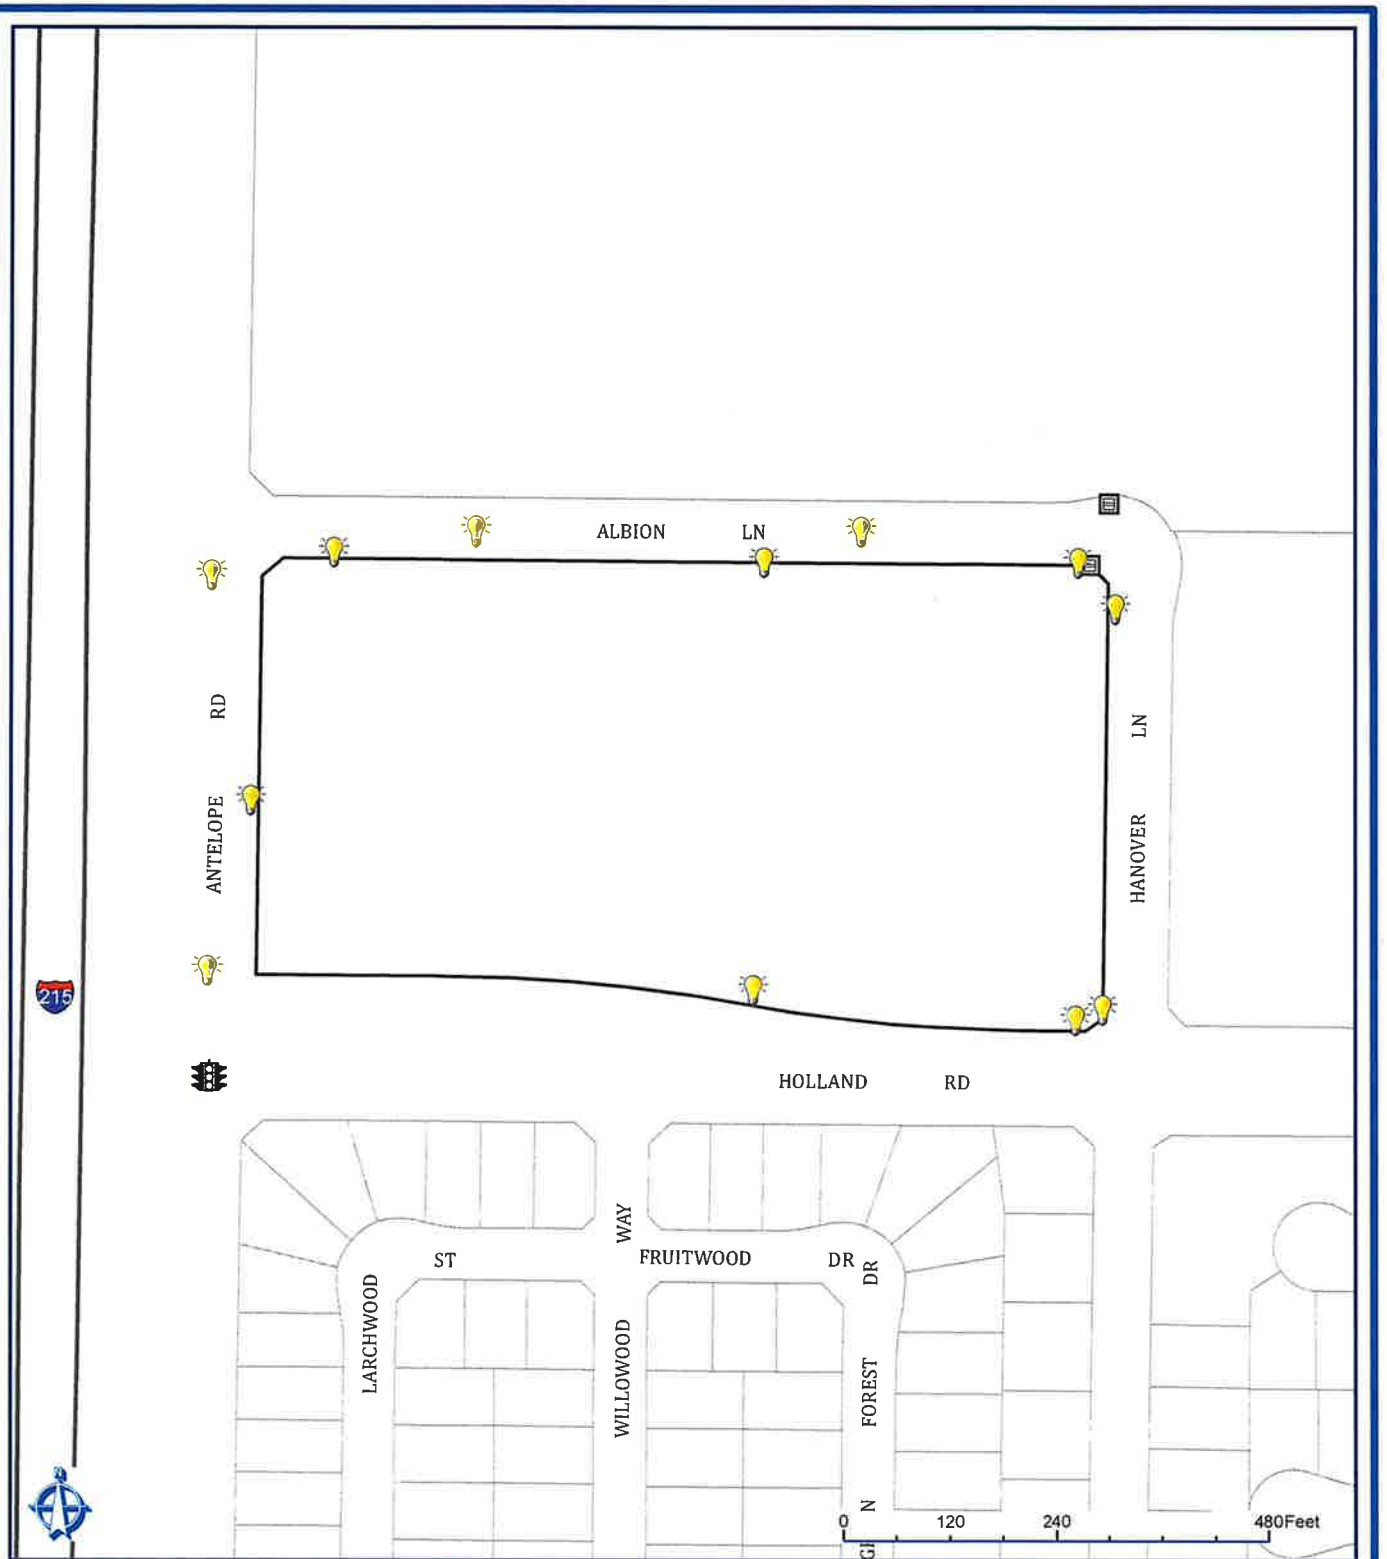 ALBION LN
ANTELOPE RD
HANOVER LN
215
HOLLAND RD
WAY
ST
FRUITWOOD DR
DR
LARCHWOOD
WILLOWOOD
FOREST
N
0 120 240 480Feet